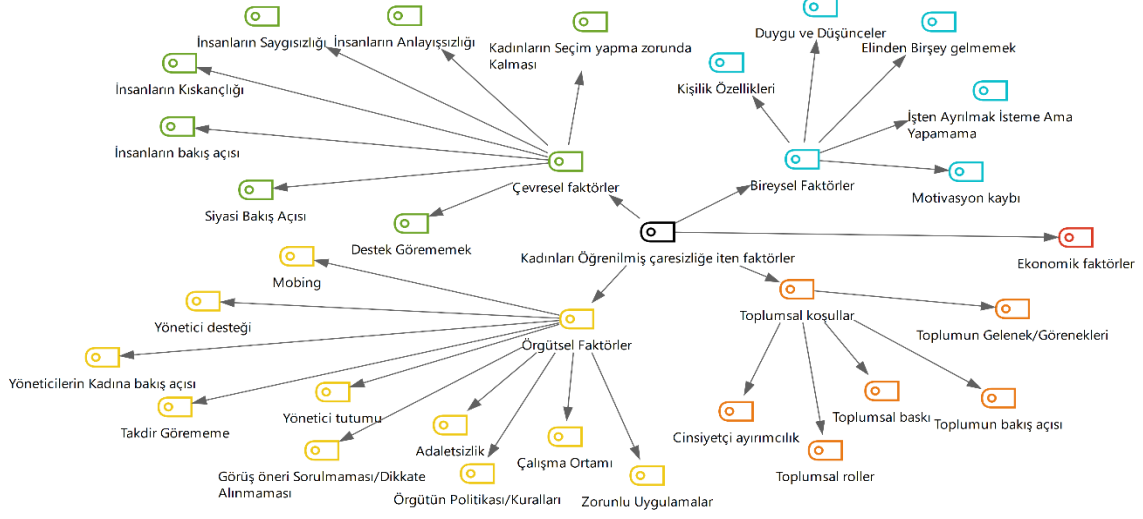 Duygu ve Düşünceler
İnsanların Saygısızlığı
İnsanların Anlayışsızlığı
Kadınların Seçim yapma zorunda
Kalması
Elinden Birşey gelmemek
İnsanların Kıskançlığı
Kişilik Özellikleri
İşten Ayrılmak İsteme Ama
Yapamama
İnsanların bakış açısı
Çevresel faktörler
Bireysel Faktörler
Motivasyon kaybı
Siyasi Bakış Açısı
Destek Görememek
Kadınları Öğrenilmiş çaresizliğe iten faktörler
Ekonomik faktörler
Mobing
Toplumsal koşullar
Yönetici desteği
Örgütsel Faktörler
Toplumun Gelenek/Görenekleri
Yöneticilerin Kadına bakış açısı
Yönetici tutumu
Toplumsal baskı
Toplumun bakış açısı
Takdir Görememe
Cinsiyetçi ayırımcılık
Adaletsizlik
Çalışma Ortamı
Toplumsal roller
Görüş öneri Sorulmaması/Dikkate
Alınmaması
Örgütün Politikası/Kuralları
Zorunlu Uygulamalar